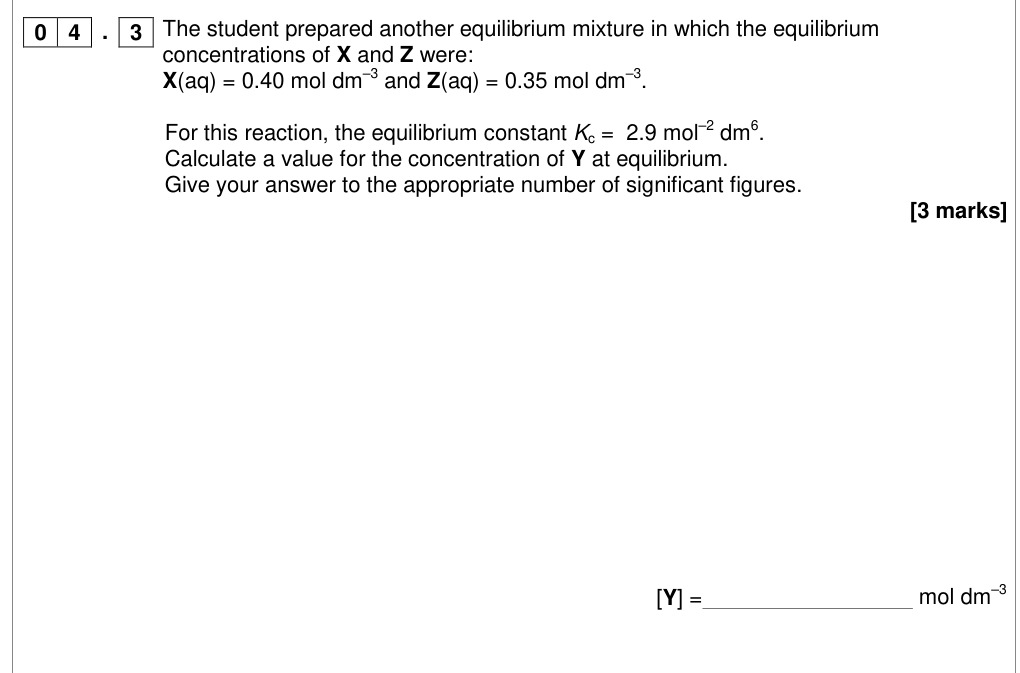 0 4 . 3 The student prepared another equilibrium mixture in which the equilibrium
concentrations of X and Z were:
X(aq) = 0.40 mol dm⁻³ and Z(aq) = 0.35 mol dm⁻³.
For this reaction, the equilibrium constant Kc = 2.9 mol⁻² dm⁶.
Calculate a value for the concentration of Y at equilibrium.
Give your answer to the appropriate number of significant figures.
[3 marks]
[Y] =____________________ mol dm⁻³